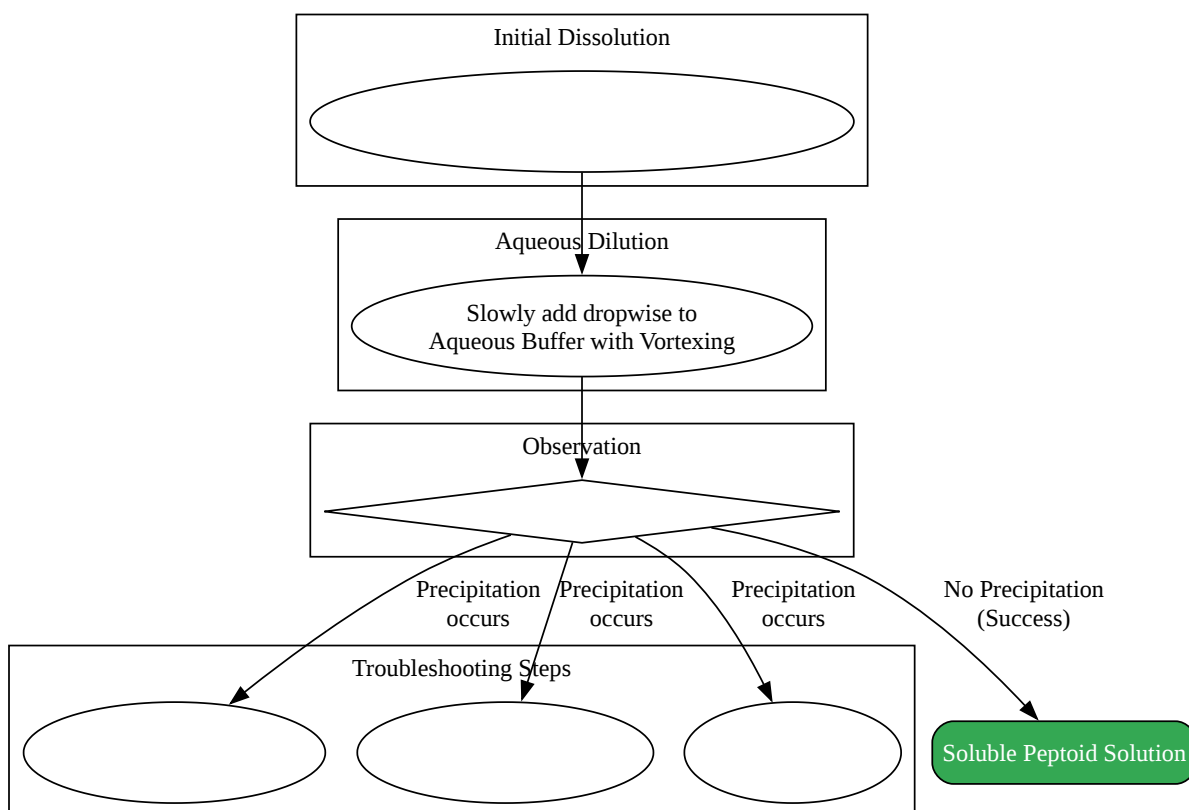 Initial Dissolution
Aqueous Dilution
Slowly add dropwise to
Aqueous Buffer with Vortexing
Observation
Precipitation
occurs
Precipitation
occurs
Precipitation
occurs
No Precipitation
(Success)
Troubleshooting Steps
Soluble Peptoid Solution